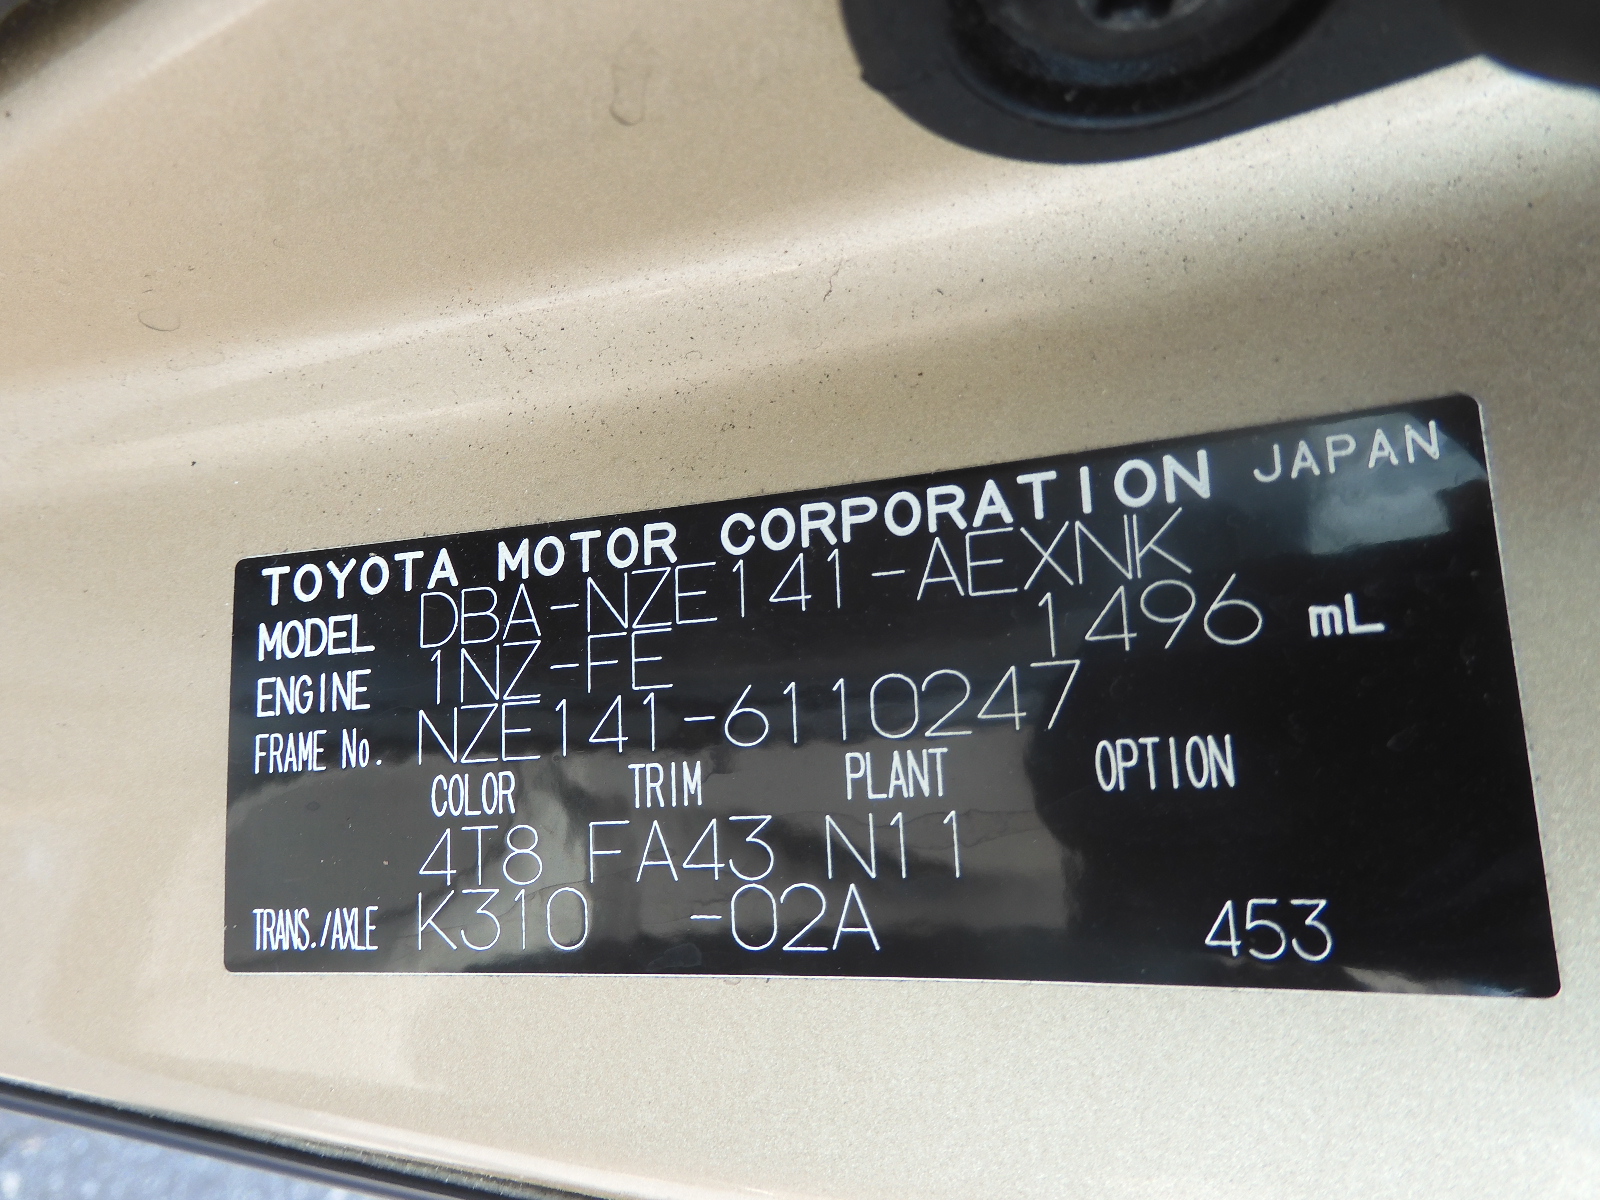 TOYOTA MOTOR CORPORATION JAPAN
MODEL DBA-NZE141-AEXNK
ENGINE 1NZ-FE 1496 mL
FRAME No. NZE141-6110247
COLOR TRIM PLANT OPTION
4T8 FA43 N11
TRANS./AXLE K310 -02A 453